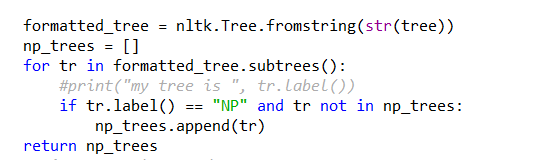 formatted_tree = nltk.Tree.fromstring(str(tree))
np_trees = []
for tr in formatted_tree.subtrees():
    #print("my tree is ", tr.label())
    if tr.label() == "NP" and tr not in np_trees:
        np_trees.append(tr)
return np_trees